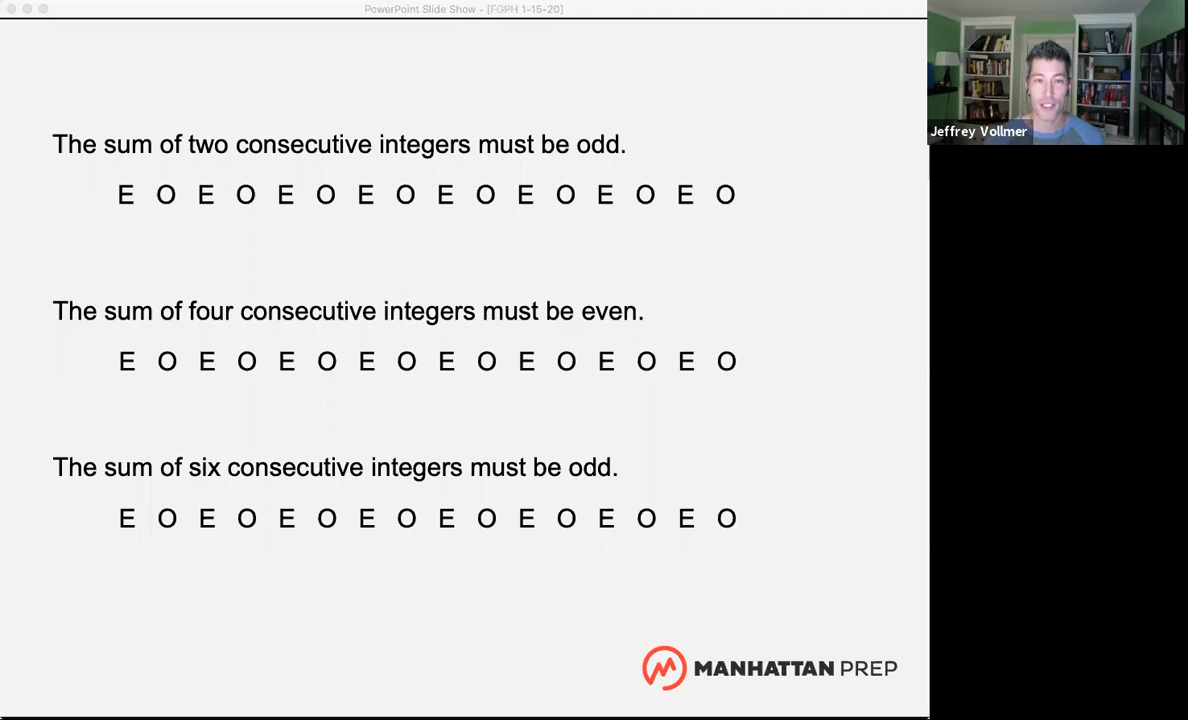 PowerPoint Slide Show - [FGPH 1-15-20]
Jeffrey Vollmer
The sum of two consecutive integers must be odd.
E O E O E O E O E O E O E O E O
The sum of four consecutive integers must be even.
E O E O E O E O E O E O E O E O
The sum of six consecutive integers must be odd.
E O E O E O E O E O E O E O E O
MANHATTAN PREP